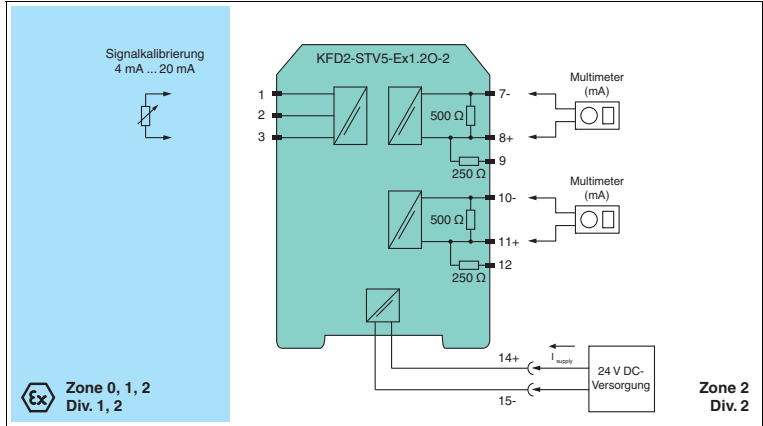 Signalkalibrierung
4 mA ... 20 mA
KFD2-STV5-Ex1.2O-2
1
2
3
500 Ω
7-
8+
9
250 Ω
Multimeter
(mA)
500 Ω
10-
11+
12
250 Ω
Multimeter
(mA)
14+
15-
I supply
24 V DC-
Versorgung
Ex
Zone 0, 1, 2
Div. 1, 2
Zone 2
Div. 2